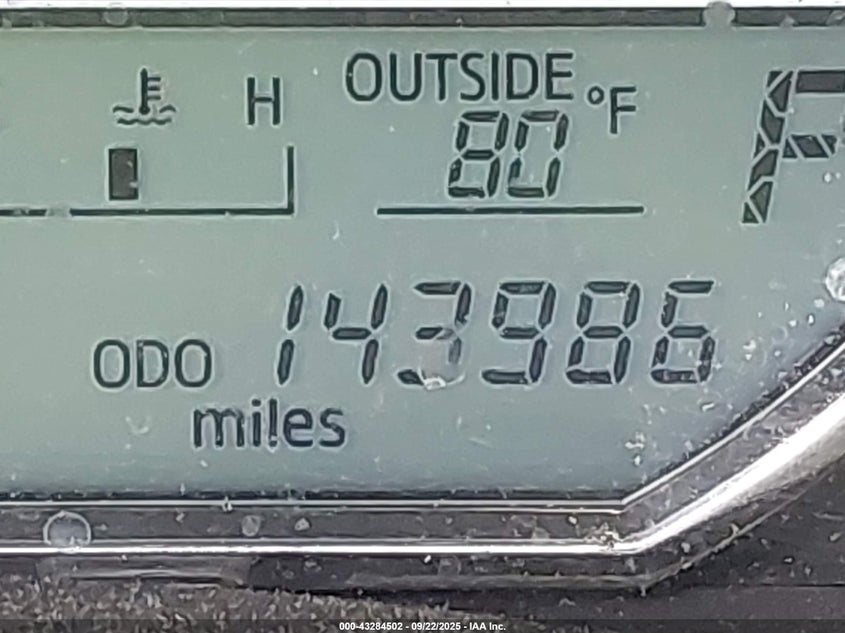 H
OUTSIDE
80 °F
P
ODO 143986
miles
000-43284502 - 09/22/2025 - IAA Inc.